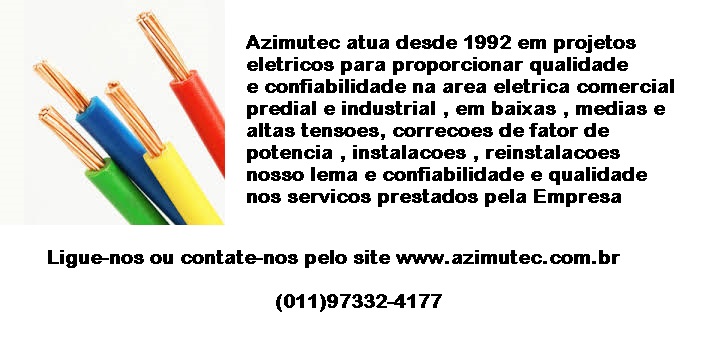 Azimutec atua desde 1992 em projetos
eletricos para proporcionar qualidade
e confiabilidade na area eletrica comercial
predial e industrial , em baixas , medias e
altas tensoes, correcoes de fator de
potencia , instalacoes , reinstalacoes
nosso lema e confiabilidade e qualidade
nos servicos prestados pela Empresa
Ligue-nos ou contate-nos pelo site www.azimutec.com.br
(011)97332-4177